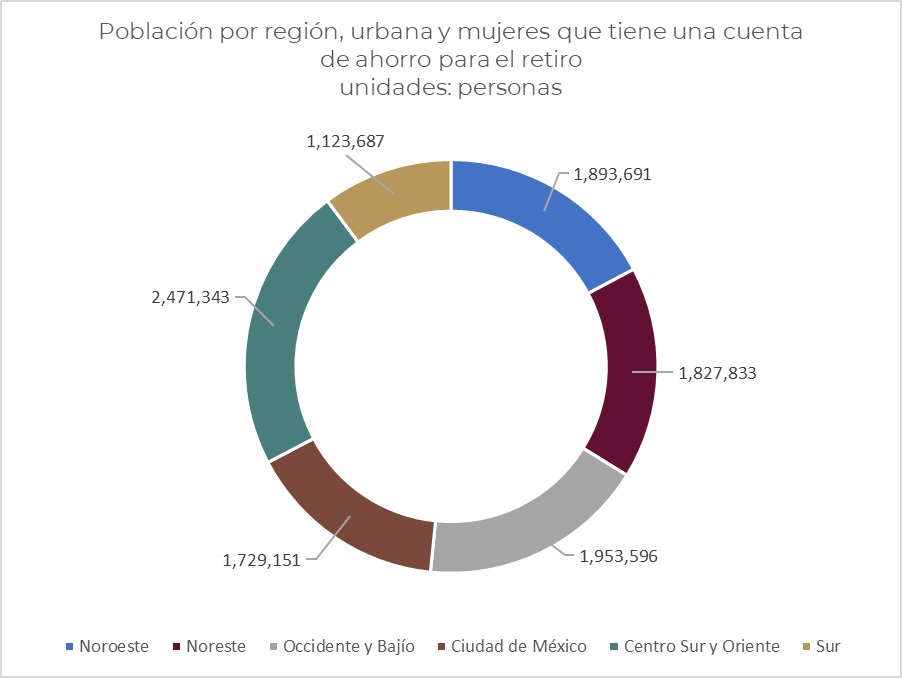 Población por región, urbana y mujeres que tiene una cuenta
de ahorro para el retiro
unidades: personas
1,123,687
1,893,691
2,471,343
1,827,833
1,729,151
1,953,596
Noroeste
Noreste
Occidente y Bajío
Ciudad de México
Centro Sur y Oriente
Sur